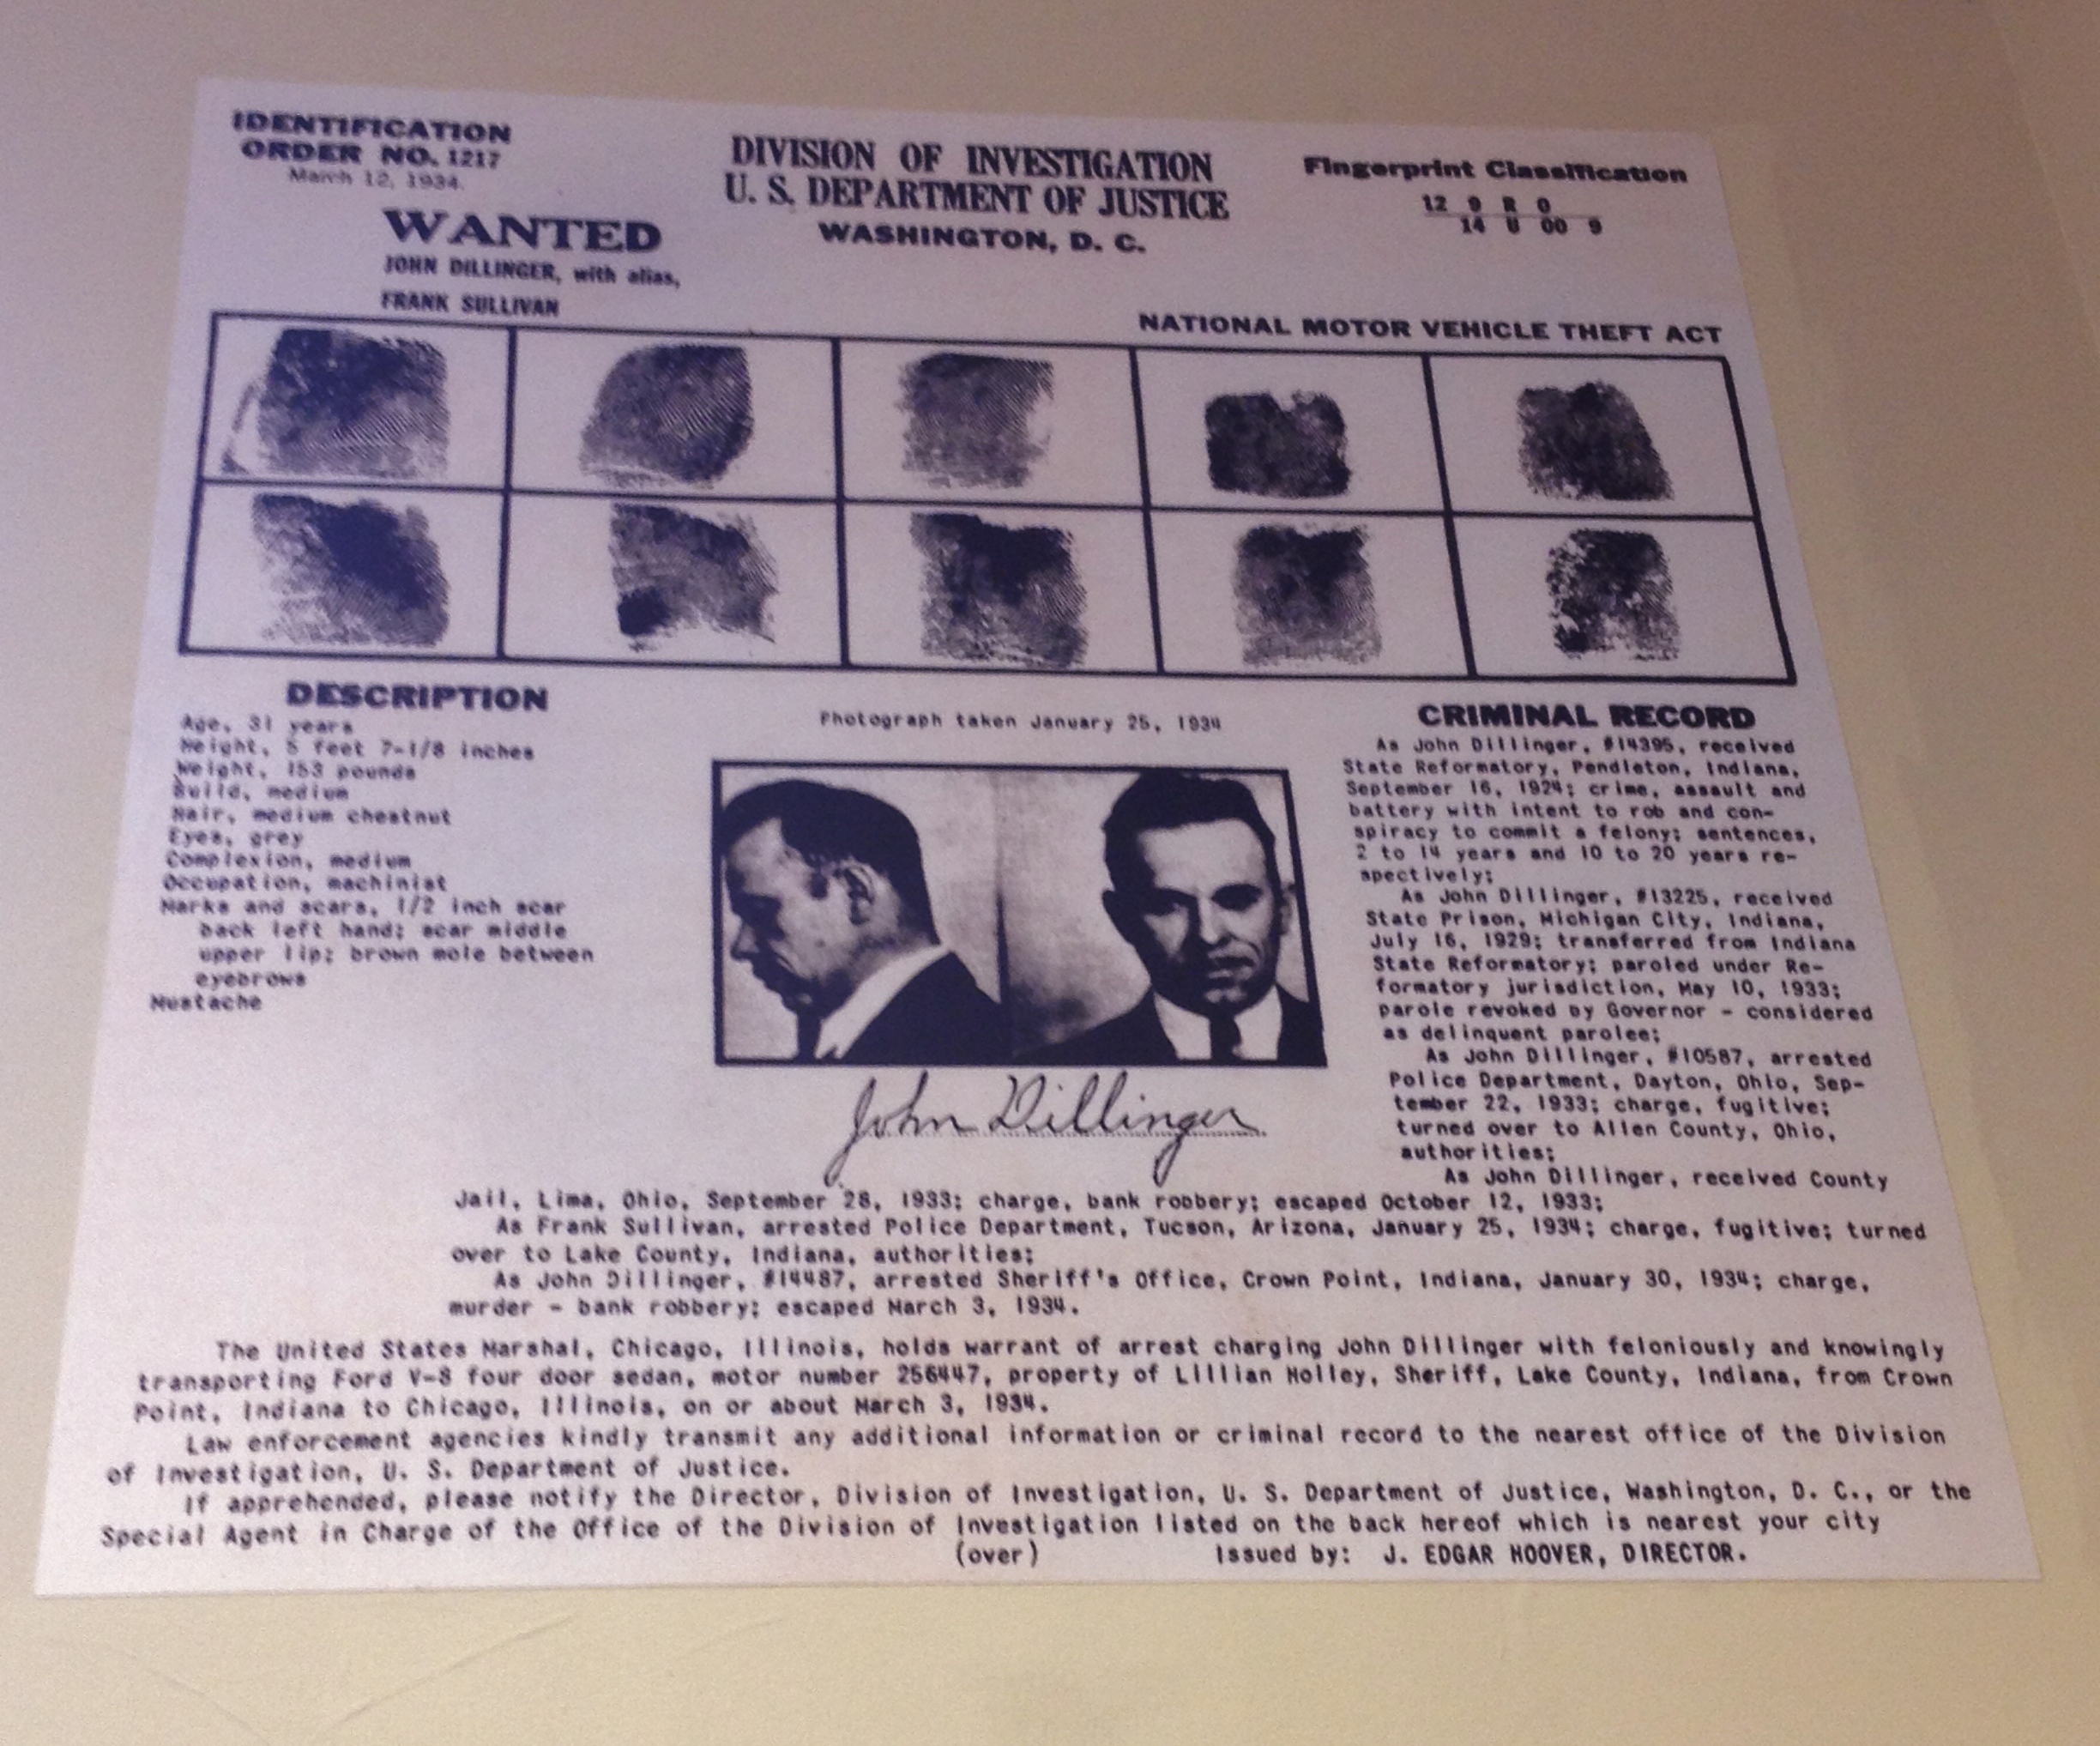 IDENTIFICATION
ORDER NO. 1217
March 12, 1934.
DIVISION OF INVESTIGATION
U. S. DEPARTMENT OF JUSTICE
WASHINGTON, D. C.
Fingerprint Classification
12 9 R O
14 U 00 9
WANTED
JOHN DILLINGER, with alias,
FRANK SULLIVAN
NATIONAL MOTOR VEHICLE THEFT ACT
DESCRIPTION
Age, 31 years
Height, 5 feet 7-1/8 inches
Weight, 153 pounds
Build, medium
Hair, medium chestnut
Eyes, grey
Complexion, medium
Occupation, machinist
Marks and scars, 1/2 inch scar
back left hand; scar middle
upper lip; brown mole between
eyebrows
Mustache
Photograph taken January 25, 1934
John Dillinger
CRIMINAL RECORD
As John Dillinger, #14395, received
State Reformatory, Pendleton, Indiana,
September 16, 1924; crime, assault and
battery with intent to rob and con-
spiracy to commit a felony; sentences,
2 to 14 years and 10 to 20 years re-
spectively;
As John Dillinger, #13225, received
State Prison, Michigan City, Indiana,
July 16, 1929; transferred from Indiana
State Reformatory; paroled under Re-
formatory jurisdiction, May 10, 1933;
parole revoked by Governor - considered
as delinquent parolee;
As John Dillinger, #10587, arrested
Police Department, Dayton, Ohio, Sep-
tember 22, 1933; charge, fugitive;
turned over to Allen County, Ohio,
authorities;
As John Dillinger, received County
Jail, Lima, Ohio, September 28, 1933; charge, bank robbery; escaped October 12, 1933;
As Frank Sullivan, arrested Police Department, Tucson, Arizona, January 25, 1934; charge, fugitive; turned
over to Lake County, Indiana, authorities;
As John Dillinger, #14487, arrested Sheriff's Office, Crown Point, Indiana, January 30, 1934; charge,
murder - bank robbery; escaped March 3, 1934.
The United States Marshal, Chicago, Illinois, holds warrant of arrest charging John Dillinger with feloniously and knowingly
transporting Ford V-8 four door sedan, motor number 256447, property of Lillian Holley, Sheriff, Lake County, Indiana, from Crown
Point, Indiana to Chicago, Illinois, on or about March 3, 1934.
Law enforcement agencies kindly transmit any additional information or criminal record to the nearest office of the Division
of Investigation, U. S. Department of Justice.
If apprehended, please notify the Director, Division of Investigation, U. S. Department of Justice, Washington, D. C., or the
Special Agent in Charge of the Office of the Division of Investigation listed on the back hereof which is nearest your city
(over) Issued by: J. EDGAR HOOVER, DIRECTOR.